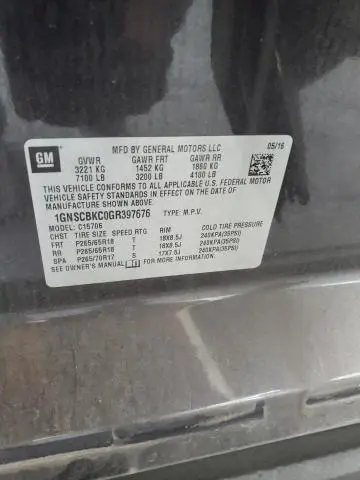 GM
MFD BY GENERAL MOTORS LLC 05/16
GVWR GAWR FRT GAWR RR
3221 KG 1452 KG 1860 KG
7100 LB 3200 LB 4100 LB
THIS VEHICLE CONFORMS TO ALL APPLICABLE U.S. FEDERAL MOTOR
VEHICLE SAFETY STANDARDS IN EFFECT ON THE DATE OF
MANUFACTURE SHOWN ABOVE.
1GNSCBKC0GR397676 TYPE: M.P.V.
MODEL: C15706
CHST TIRE SIZE SPEED RTG RIM COLD TIRE PRESSURE
FRT P265/65R18 T 18X8.5J 240KPA(35PSI)
RR P265/65R18 T 18X8.5J 240KPA(35PSI)
SPA P265/70R17 S 17X7.5J 240KPA(35PSI)
SEE OWNER'S MANUAL FOR MORE INFORMATION.